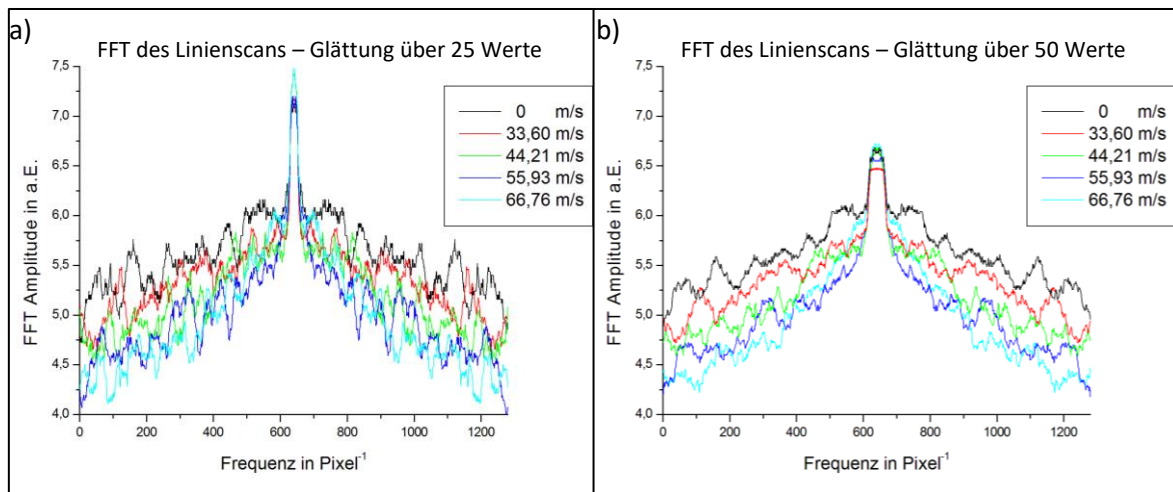 a)
FFT des Linienscans – Glättung über 25 Werte
7,5
7,0
6,5
6,0
5,5
5,0
4,5
4,0
FFT Amplitude in a.E.
0 200 400 600 800 1000 1200
Frequenz in Pixel⁻¹
0 m/s
33,60 m/s
44,21 m/s
55,93 m/s
66,76 m/s
b)
FFT des Linienscans – Glättung über 50 Werte
7,5
7,0
6,5
6,0
5,5
5,0
4,5
4,0
FFT Amplitude in a.E.
0 200 400 600 800 1000 1200
Frequenz in Pixel⁻¹
0 m/s
33,60 m/s
44,21 m/s
55,93 m/s
66,76 m/s